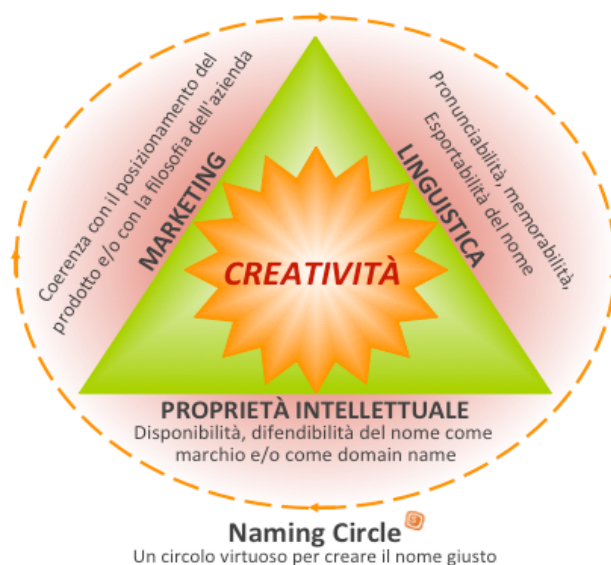 Coerenza con il posizionamento del
prodotto e/o con la filosofia dell'azienda
MARKETING
Pronunciabilità, memorabilità,
Esportabilità del nome
LINGUISTICA
CREATIVITÀ
PROPRIETÀ INTELLETTUALE
Disponibilità, difendibilità del nome come
marchio e/o come domain name
Naming Circle
Un circolo virtuoso per creare il nome giusto